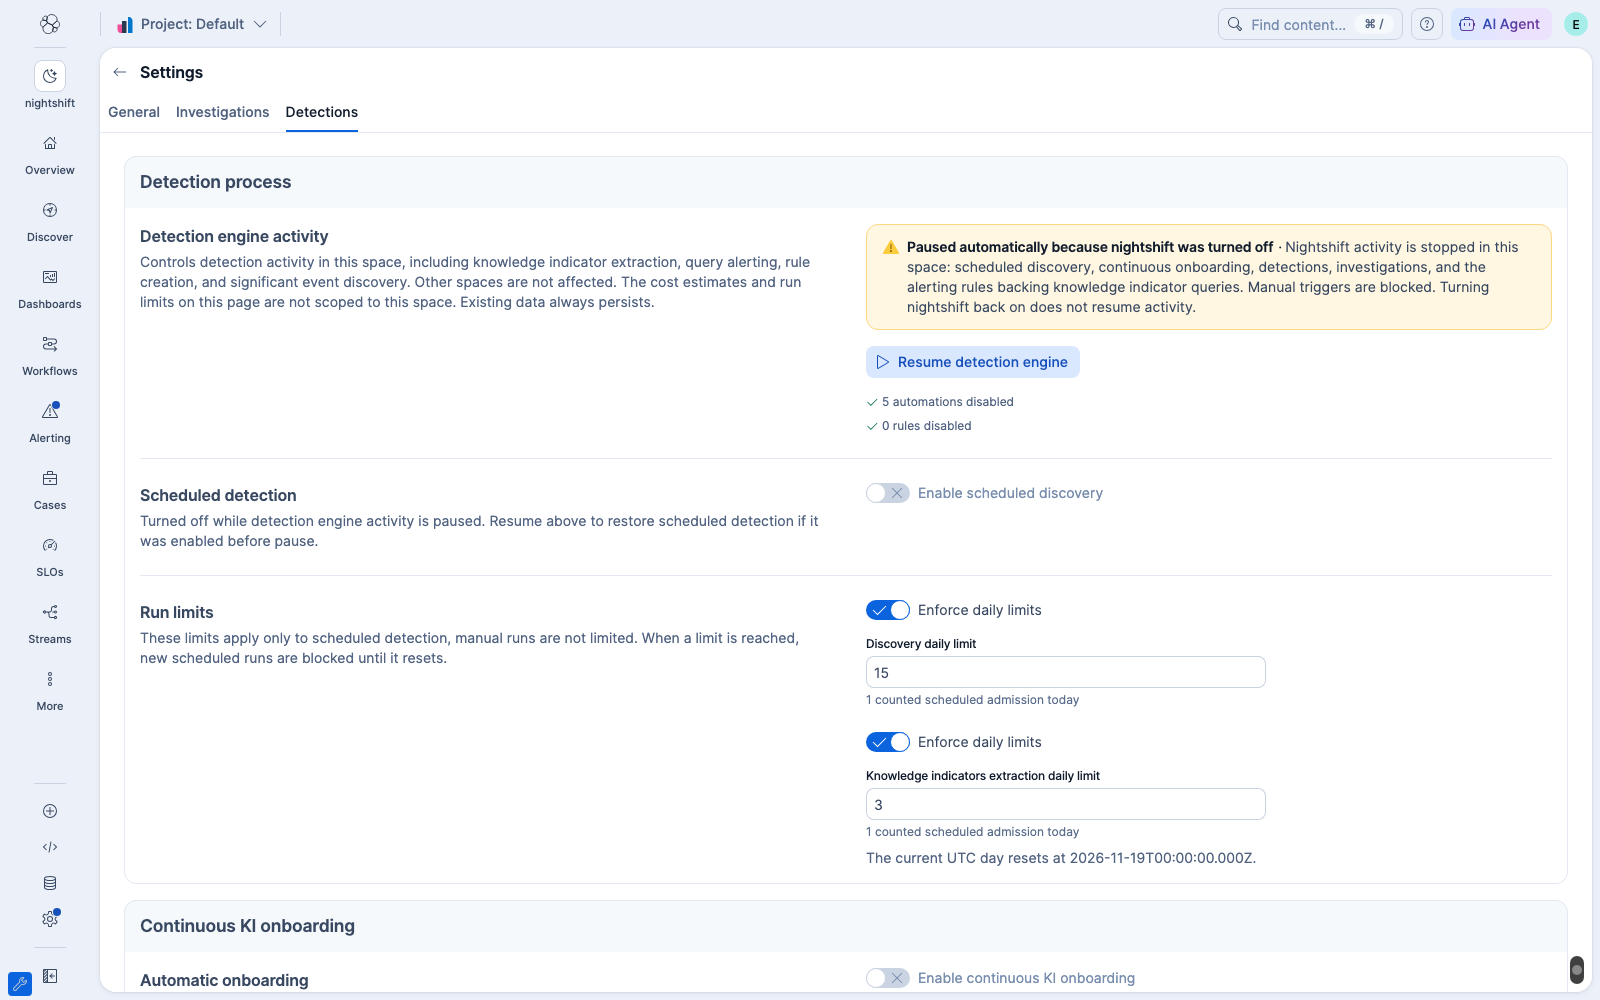 Project: Default
Find content...
⌘ /
AI Agent
E
nightshift
Overview
Discover
Dashboards
Workflows
Alerting
Cases
SLOs
Streams
More
Settings
General
Investigations
Detections
Detection process
Detection engine activity
Controls detection activity in this space, including knowledge indicator extraction, query alerting, rule
creation, and significant event discovery. Other spaces are not affected. The cost estimates and run
limits on this page are not scoped to this space. Existing data always persists.
Paused automatically because nightshift was turned off · Nightshift activity is stopped in this
space: scheduled discovery, continuous onboarding, detections, investigations, and the
alerting rules backing knowledge indicator queries. Manual triggers are blocked. Turning
nightshift back on does not resume activity.
Resume detection engine
5 automations disabled
0 rules disabled
Scheduled detection
Turned off while detection engine activity is paused. Resume above to restore scheduled detection if it
was enabled before pause.
Enable scheduled discovery
Run limits
These limits apply only to scheduled detection, manual runs are not limited. When a limit is reached,
new scheduled runs are blocked until it resets.
Enforce daily limits
Discovery daily limit
15
1 counted scheduled admission today
Enforce daily limits
Knowledge indicators extraction daily limit
3
1 counted scheduled admission today
The current UTC day resets at 2026-11-19T00:00:00.000Z.
Continuous KI onboarding
Automatic onboarding
Enable continuous KI onboarding